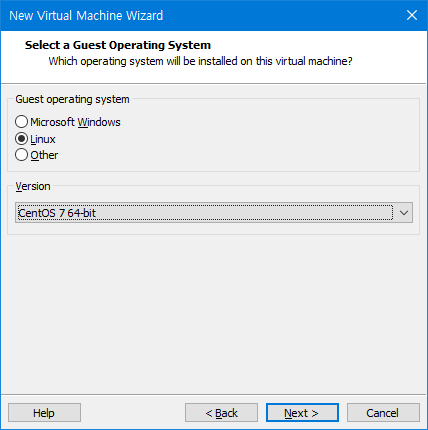 New Virtual Machine Wizard
Select a Guest Operating System
Which operating system will be installed on this virtual machine?
Guest operating system
Microsoft Windows
Linux
Other
Version
CentOS 7 64-bit
Help
< Back
Next >
Cancel